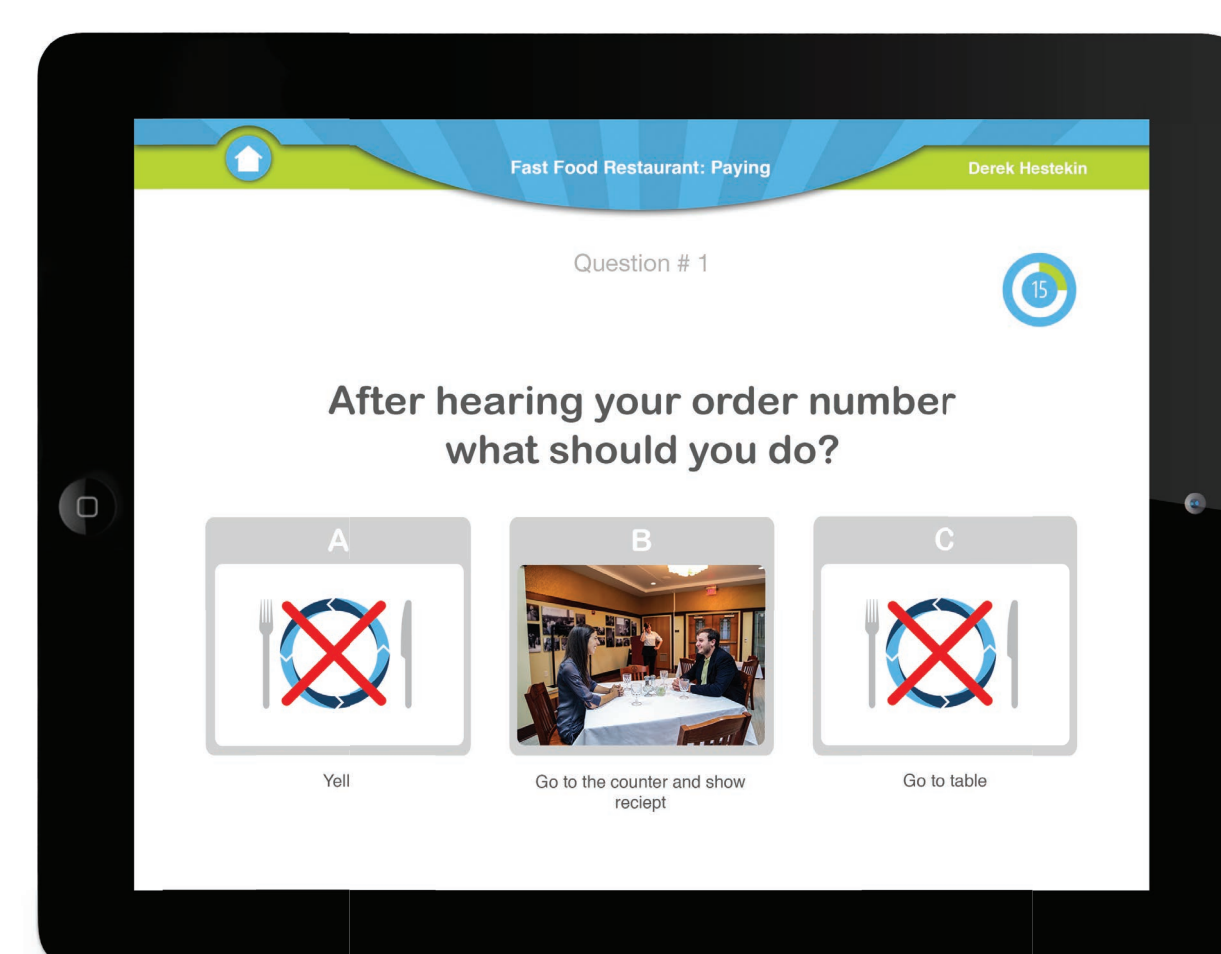 Fast Food Restaurant: Paying
Derek Hestekin
Question # 1
15
After hearing your order number
what should you do?
A
B
C
Yell
Go to the counter and show
reciept
Go to table